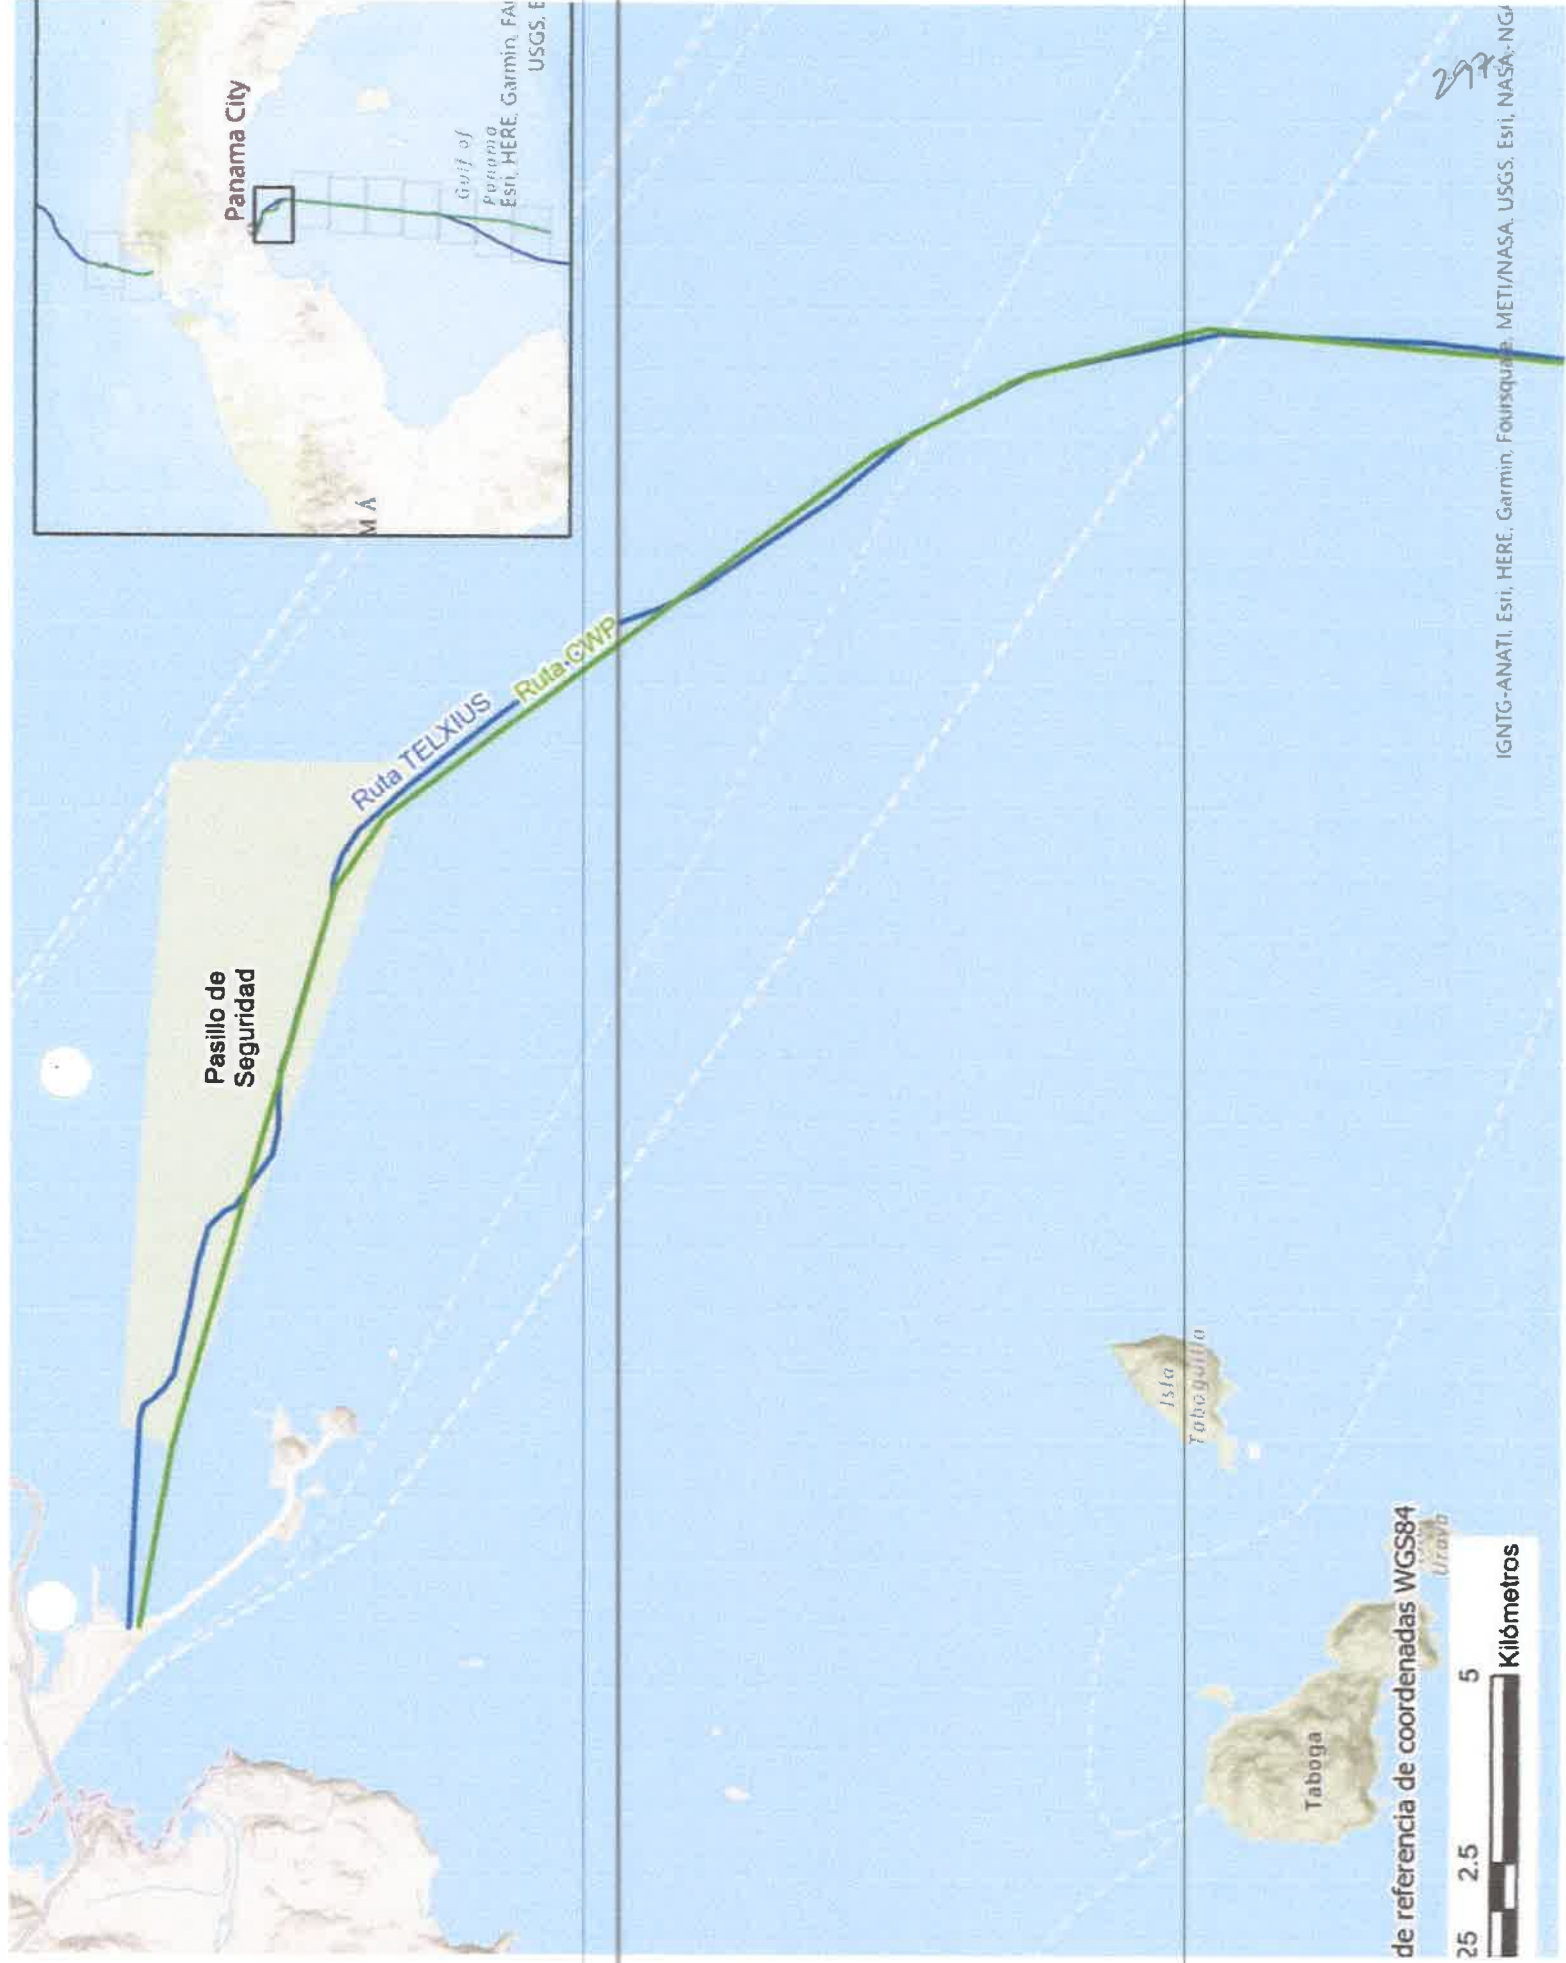 Panama City
Gulf of
Panama
Esri, HERE, Garmin, FA
USGS, E
M Á
Ruta TELXIUS
Ruta CWP
Pasillo de
Seguridad
Isla
Taboguilla
Urava
Taboga
de referencia de coordenadas WGS84
25 2.5 5
Kilómetros
297
IGNTG-ANATI, Esri, HERE, Garmin, Foursquare, METI/NASA, USGS, Esri, NASA, NGA